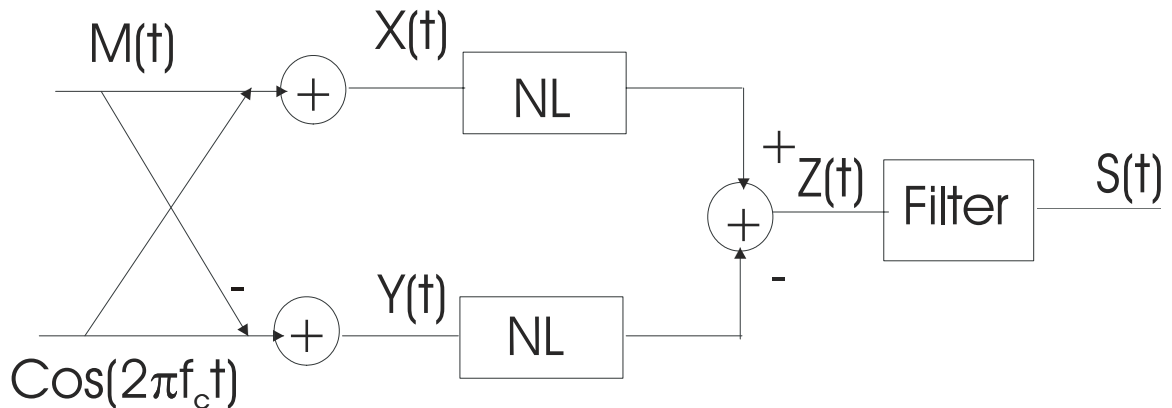 M(t)
X(t)
+
NL
+
Z(t)
+
Filter
S(t)
-
-
Y(t)
+
NL
Cos(2πf_ct)